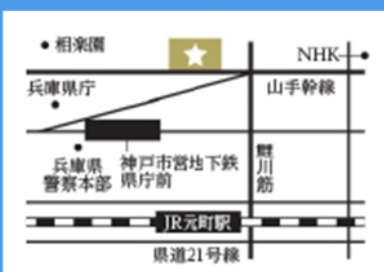 相楽園
NHK
兵庫県庁
山手幹線
兵庫県
警察本部
神戸市営地下鉄
県庁前
鯉川筋
JR元町駅
県道21号線